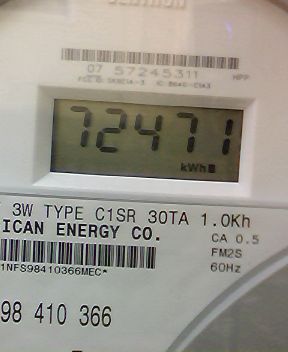 07 57245311 HPP
72471
kWh
3W TYPE C1SR 30TA 1.0Kh
ICAN ENERGY CO.
CA 0.5
FM2S
1NFS98410366MEC*
60Hz
98 410 366